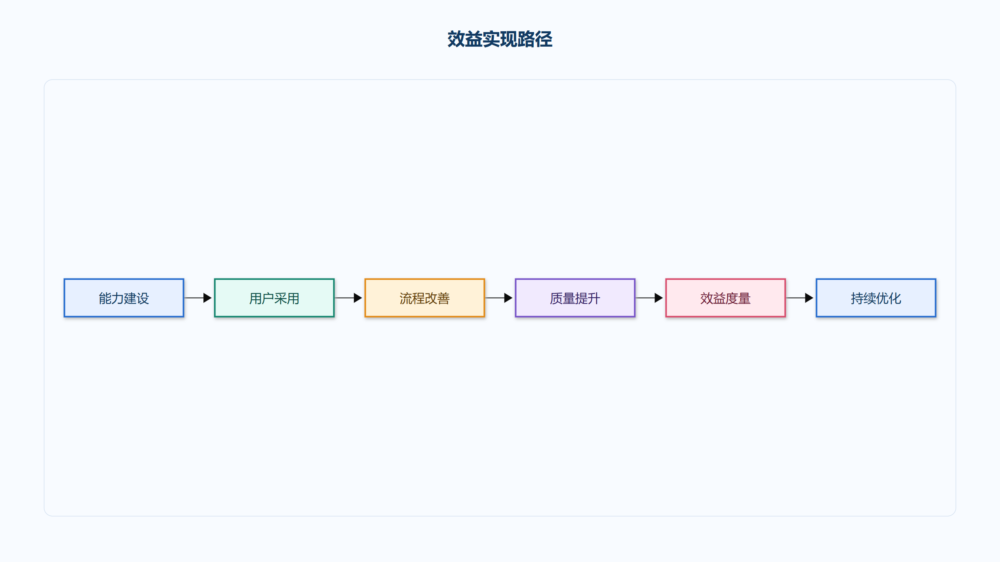 效益实现路径
能力建设
用户采用
流程改善
质量提升
效益度量
持续优化